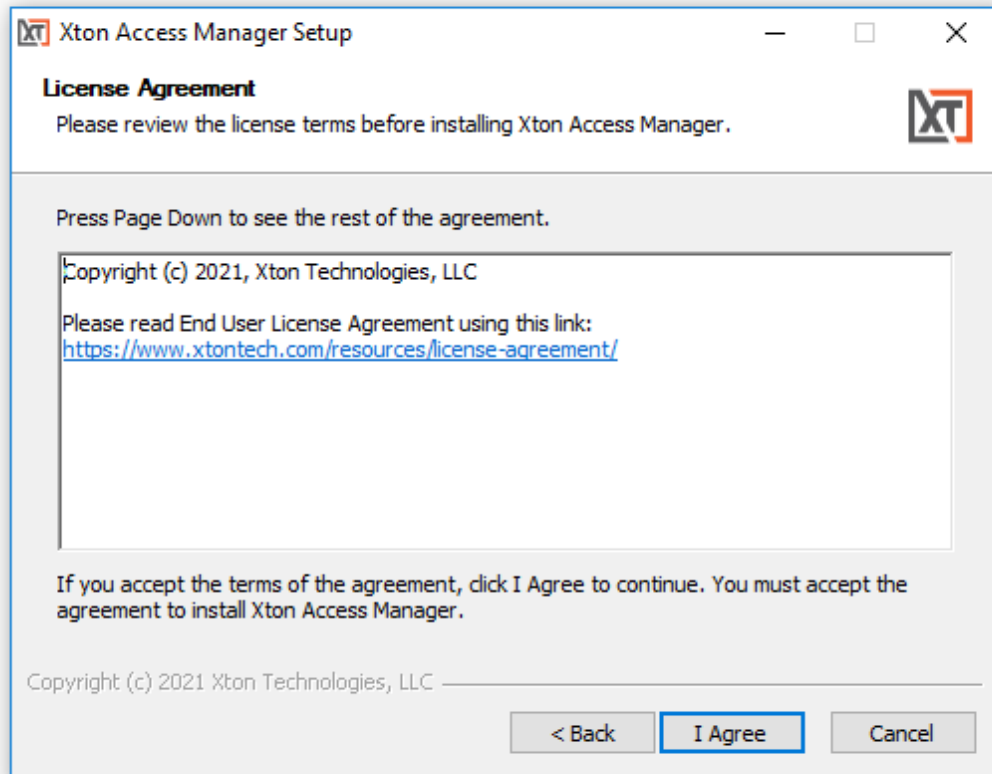 XT Xton Access Manager Setup
License Agreement
Please review the license terms before installing Xton Access Manager.
XT
Press Page Down to see the rest of the agreement.
Copyright (c) 2021, Xton Technologies, LLC
Please read End User License Agreement using this link:
https://www.xtontech.com/resources/license-agreement/
If you accept the terms of the agreement, click I Agree to continue. You must accept the
agreement to install Xton Access Manager.
Copyright (c) 2021 Xton Technologies, LLC
< Back I Agree Cancel